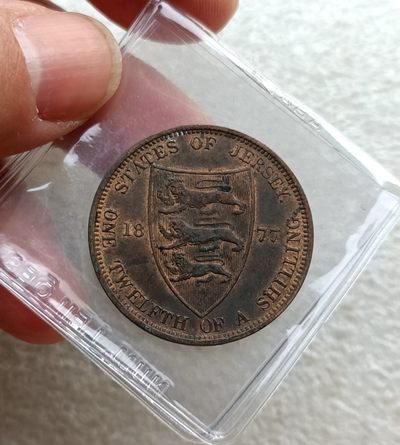 STATES OF JERSEY.
18 77
ONE TWELFTH OF A SHILLING